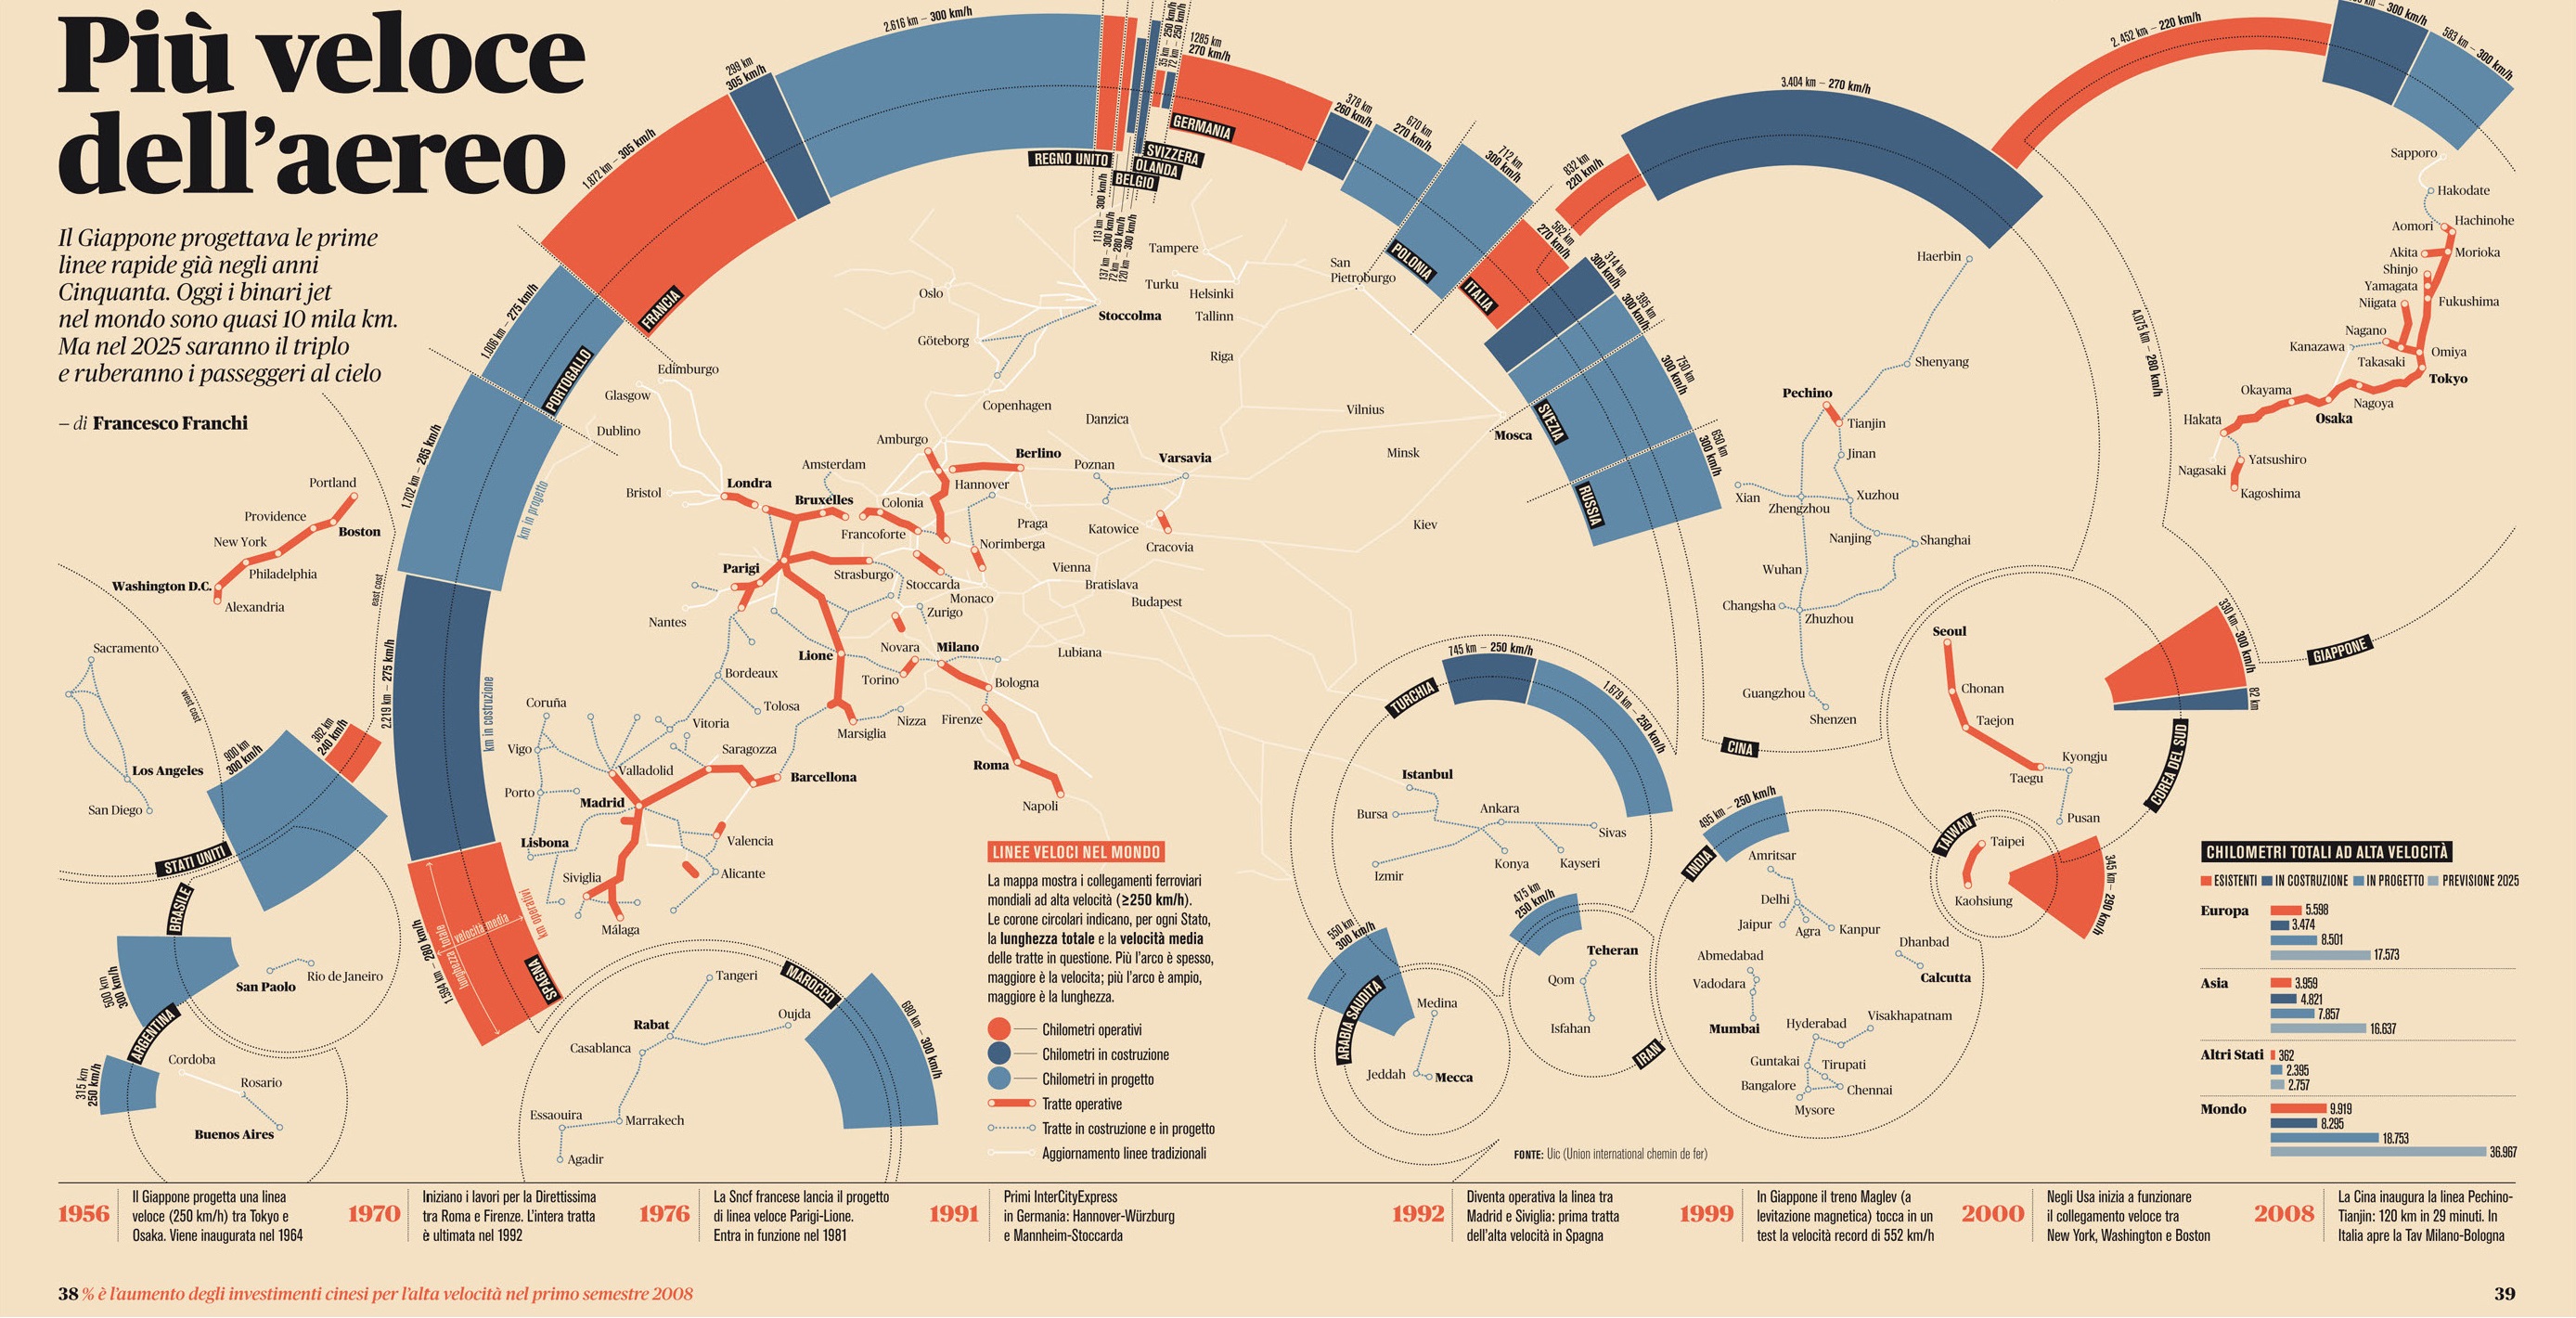 Più veloce
dell'aereo
Il Giappone progettava le prime
linee rapide già negli anni
Cinquanta. Oggi i binari jet
nel mondo sono quasi 10 mila km.
Ma nel 2025 saranno il triplo
e ruberanno i passeggeri al cielo
– di Francesco Franchi
Portland
Providence
Boston
New York
Philadelphia
Washington D.C.
Alexandria
east cost
Sacramento
west cost
Los Angeles
San Diego
900 km
300 km/h
362 km
240 km/h
STATI UNITI
BRASILE
500 km
300 km/h
San Paolo
Rio de Janeiro
ARGENTINA
315 km
250 km/h
Cordoba
Rosario
Buenos Aires
SPAGNA
1.594 km – 280 km/h
lunghezza totale
velocità media
km operativi
2.219 km – 275 km/h
km in costruzione
1.702 km – 285 km/h
km in progetto
PORTOGALLO
1.006 km – 275 km/h
FRANCIA
1.872 km – 305 km/h
299 km
305 km/h
2.616 km – 300 km/h
REGNO UNITO
113 km – 300 km/h
BELGIO
137 km – 300 km/h
72 km – 280 km/h
OLANDA
120 km – 300 km/h
SVIZZERA
35 km – 250 km/h
72 km – 250 km/h
GERMANIA
1285 km
270 km/h
378 km
260 km/h
670 km
270 km/h
POLONIA
712 km
300 km/h
ITALIA
562 km
270 km/h
314 km
300 km/h
395 km
300 km/h
SVEZIA
750 km
300 km/h
RUSSIA
650 km
300 km/h
Tampere
Turku
Helsinki
San
Pietroburgo
Oslo
Stoccolma
Tallinn
Göteborg
Riga
Edimburgo
Glasgow
Copenhagen
Danzica
Vilnius
Mosca
Dublino
Amburgo
Berlino
Poznan
Varsavia
Minsk
Amsterdam
Londra
Bristol
Bruxelles
Hannover
Colonia
Praga
Katowice
Kiev
Francoforte
Norimberga
Cracovia
Parigi
Strasburgo
Stoccarda
Vienna
Monaco
Bratislava
Budapest
Zurigo
Nantes
Novara
Milano
Lubiana
Lione
Torino
Bologna
Bordeaux
Coruña
Tolosa
Nizza
Firenze
Vitoria
Marsiglia
Vigo
Saragozza
Valladolid
Barcellona
Roma
Porto
Madrid
Napoli
Lisbona
Valencia
Siviglia
Alicante
Málaga
MAROCCO
680 km – 300 km/h
Tangeri
Rabat
Oujda
Casablanca
Essaouira
Marrakech
Agadir
LINEE VELOCI NEL MONDO
La mappa mostra i collegamenti ferroviari
mondiali ad alta velocità (≥250 km/h).
Le corone circolari indicano, per ogni Stato,
la lunghezza totale e la velocità media
delle tratte in questione. Più l'arco è spesso,
maggiore è la velocita; più l'arco è ampio,
maggiore è la lunghezza.
Chilometri operativi
Chilometri in costruzione
Chilometri in progetto
Tratte operative
Tratte in costruzione e in progetto
Aggiornamento linee tradizionali
TURCHIA
745 km – 250 km/h
1.679 km – 250 km/h
Istanbul
Bursa
Ankara
Sivas
Konya
Kayseri
Izmir
ARABIA SAUDITA
550 km
300 km/h
Medina
Jeddah
Mecca
IRAN
475 km
250 km/h
Teheran
Qom
Isfahan
INDIA
495 km – 250 km/h
Amritsar
Delhi
Jaipur
Agra
Kanpur
Dhanbad
Ahmedabad
Calcutta
Vadodara
Mumbai
Hyderabad
Visakhapatnam
Guntakai
Tirupati
Bangalore
Chennai
Mysore
FONTE: Uic (Union international chemin de fer)
CINA
832 km
220 km/h
3.404 km – 270 km/h
4.075 km – 280 km/h
Haerbin
Shenyang
Pechino
Tianjin
Jinan
Xian
Xuzhou
Zhengzhou
Nanjing
Shanghai
Wuhan
Changsha
Zhuzhou
Guangzhou
Shenzen
GIAPPONE
2.452 km – 220 km/h
km – 300 km/h
583 km – 300 km/h
Sapporo
Hakodate
Hachinohe
Aomori
Akita
Morioka
Shinjo
Yamagata
Niigata
Fukushima
Nagano
Kanazawa
Takasaki
Omiya
Tokyo
Okayama
Nagoya
Hakata
Osaka
Nagasaki
Yatsushiro
Kagoshima
COREA DEL SUD
330 km – 300 km/h
82 km
Seoul
Chonan
Taejon
Kyongju
Taegu
Pusan
TAIWAN
345 km – 290 km/h
Taipei
Kaohsiung
CHILOMETRI TOTALI AD ALTA VELOCITÀ
ESISTENTI IN COSTRUZIONE IN PROGETTO PREVISIONE 2025
Europa
5.598
3.474
8.501
17.573
Asia
3.959
4.821
7.857
16.637
Altri Stati
362
2.395
2.757
Mondo
9.919
8.295
18.753
36.967
1956
Il Giappone progetta una linea
veloce (250 km/h) tra Tokyo e
Osaka. Viene inaugurata nel 1964
1970
Iniziano i lavori per la Direttissima
tra Roma e Firenze. L'intera tratta
è ultimata nel 1992
1976
La Sncf francese lancia il progetto
di linea veloce Parigi-Lione.
Entra in funzione nel 1981
1991
Primi InterCityExpress
in Germania: Hannover-Würzburg
e Mannheim-Stoccarda
1992
Diventa operativa la linea tra
Madrid e Siviglia: prima tratta
dell'alta velocità in Spagna
1999
In Giappone il treno Maglev (a
levitazione magnetica) tocca in un
test la velocità record di 552 km/h
2000
Negli Usa inizia a funzionare
il collegamento veloce tra
New York, Washington e Boston
2008
La Cina inaugura la linea Pechino-
Tianjin: 120 km in 29 minuti. In
Italia apre la Tav Milano-Bologna
38 % è l'aumento degli investimenti cinesi per l'alta velocità nel primo semestre 2008
39